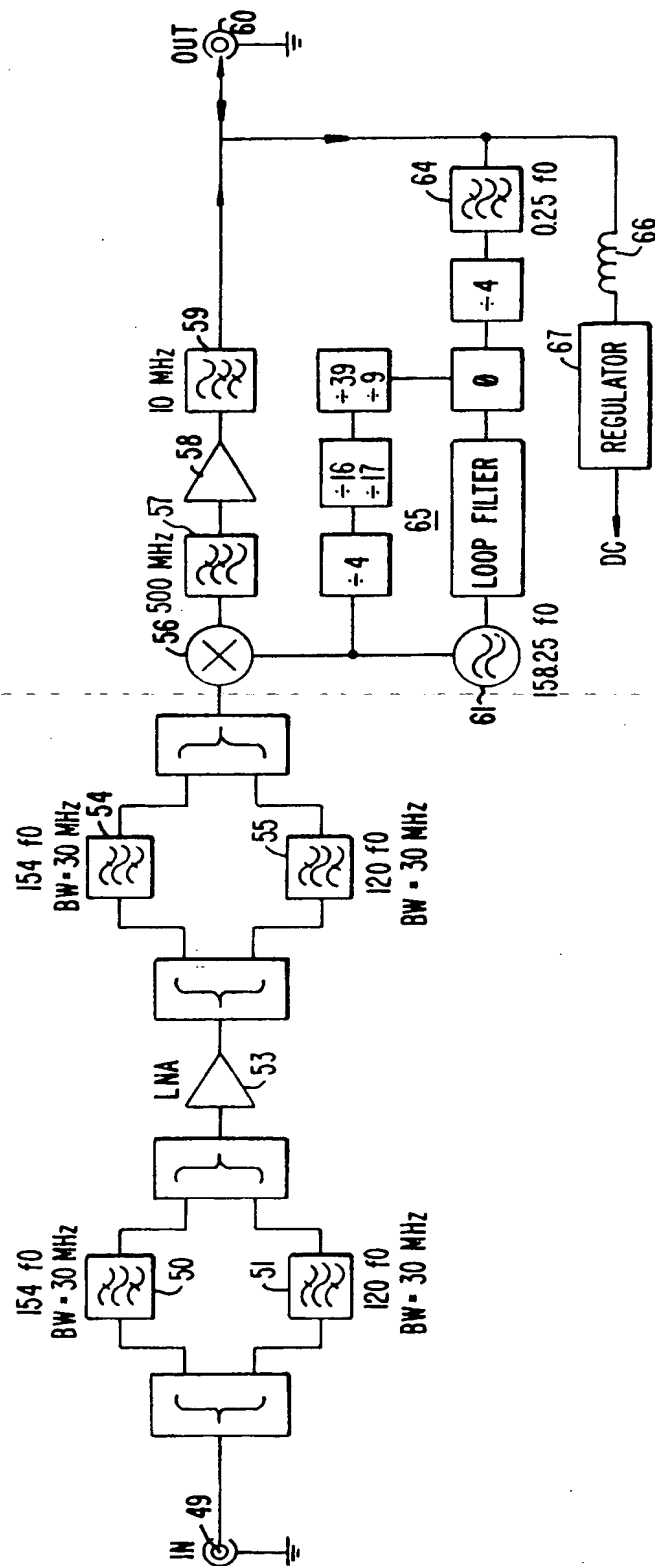 IN
49
154 f0
BW = 30 MHz
50
51
120 f0
BW = 30 MHz
LNA
53
154 f0
BW = 30 MHz
54
55
120 f0
BW = 30 MHz
56
500 MHz
57
58
10 MHz
59
OUT
60
÷4
÷16
÷17
÷39
÷9
65
61
158.25 f0
LOOP FILTER
0
÷4
64
0.25 f0
66
67
REGULATOR
DC